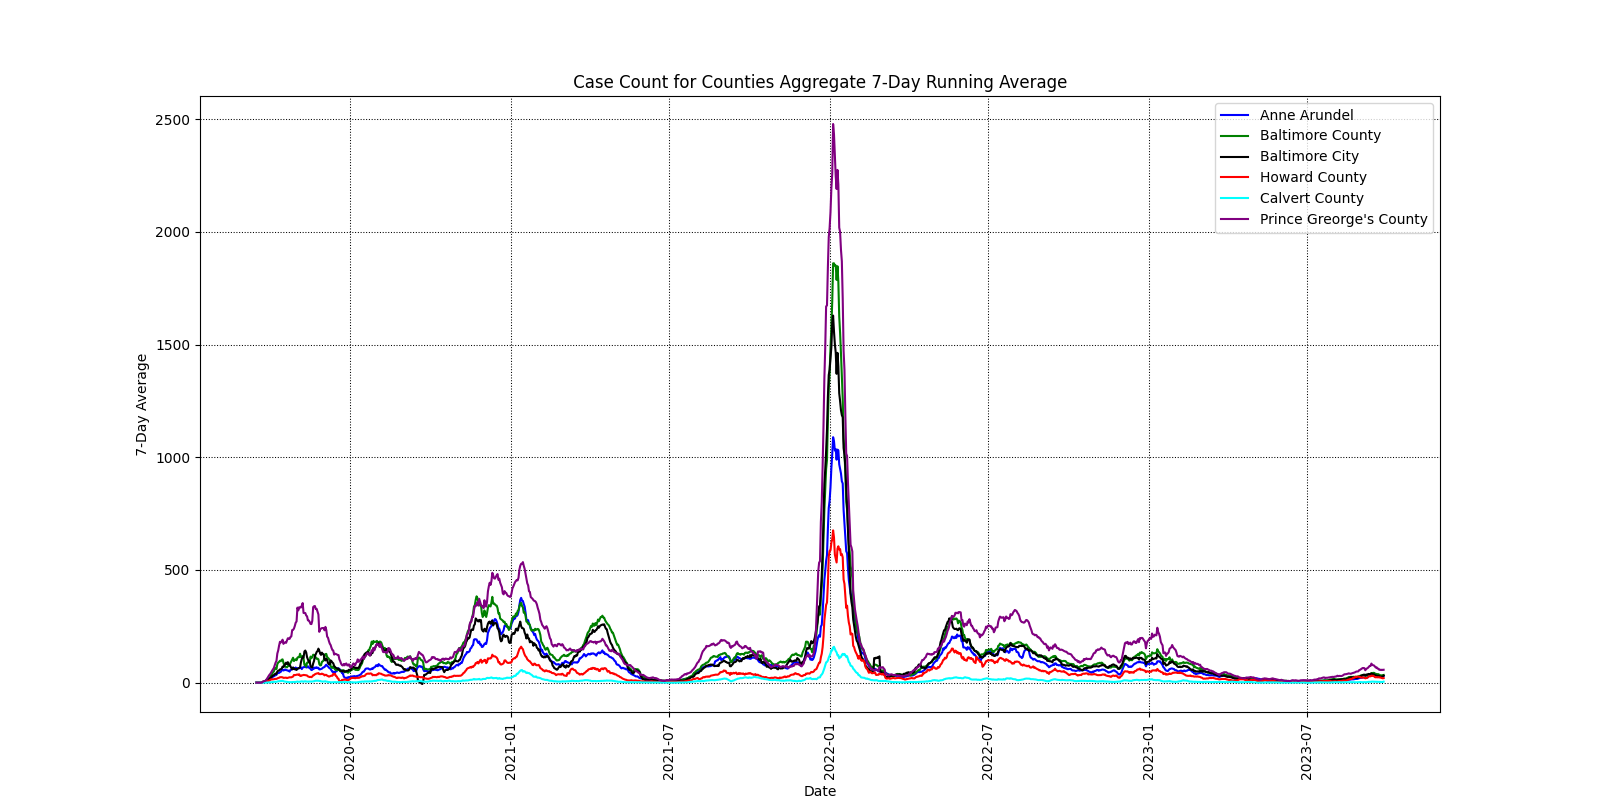 Case Count for Counties Aggregate 7-Day Running Average
Anne Arundel
Baltimore County
Baltimore City
Howard County
Calvert County
Prince Greorge's County
7-Day Average
2500
2000
1500
1000
500
0
2020-07
2021-01
2021-07
2022-01
2022-07
2023-01
2023-07
Date